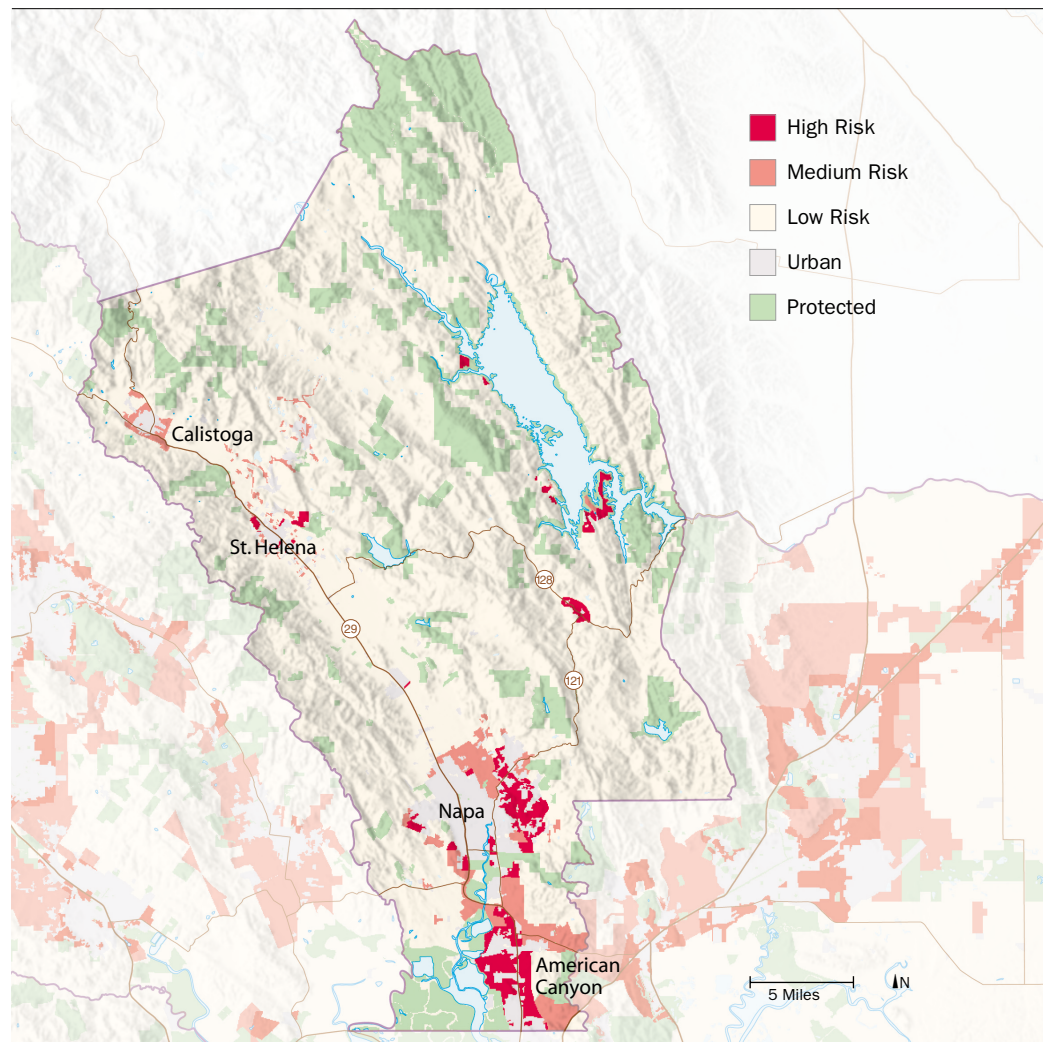 High Risk
Medium Risk
Low Risk
Urban
Protected
Calistoga
St. Helena
128
29
121
Napa
American
Canyon
5 Miles
N